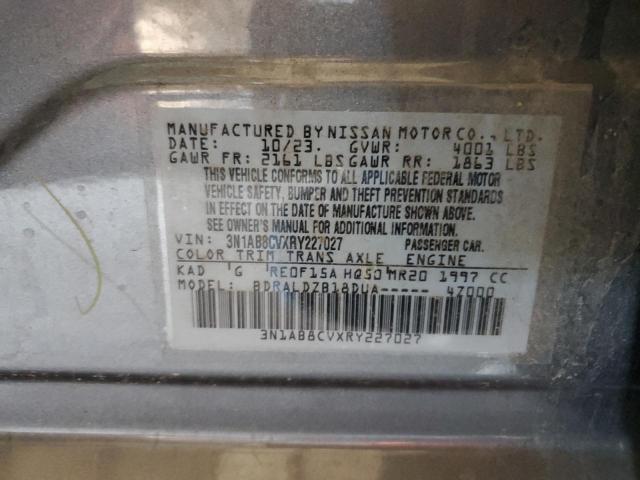 MANUFACTURED BY NISSAN MOTOR CO., LTD.
DATE: 10/23. GVWR: 4001 LBS
GAWR FR: 2161 LBS GAWR RR: 1863 LBS
THIS VEHICLE CONFORMS TO ALL APPLICABLE FEDERAL MOTOR
VEHICLE SAFETY, BUMPER AND THEFT PREVENTION STANDARDS
IN EFFECT ON THE DATE OF MANUFACTURE SHOWN ABOVE.
SEE OWNER'S MANUAL FOR ADDITIONAL INFORMATION.
VIN: 3N1AB8CVXRY227027 PASSENGER CAR.
COLOR TRIM TRANS AXLE ENGINE
KAD G RE0F15A HQ50 MR20 1997 CC
MODEL: BDRALDZB18DUA----- 47000
3N1AB8CVXRY227027